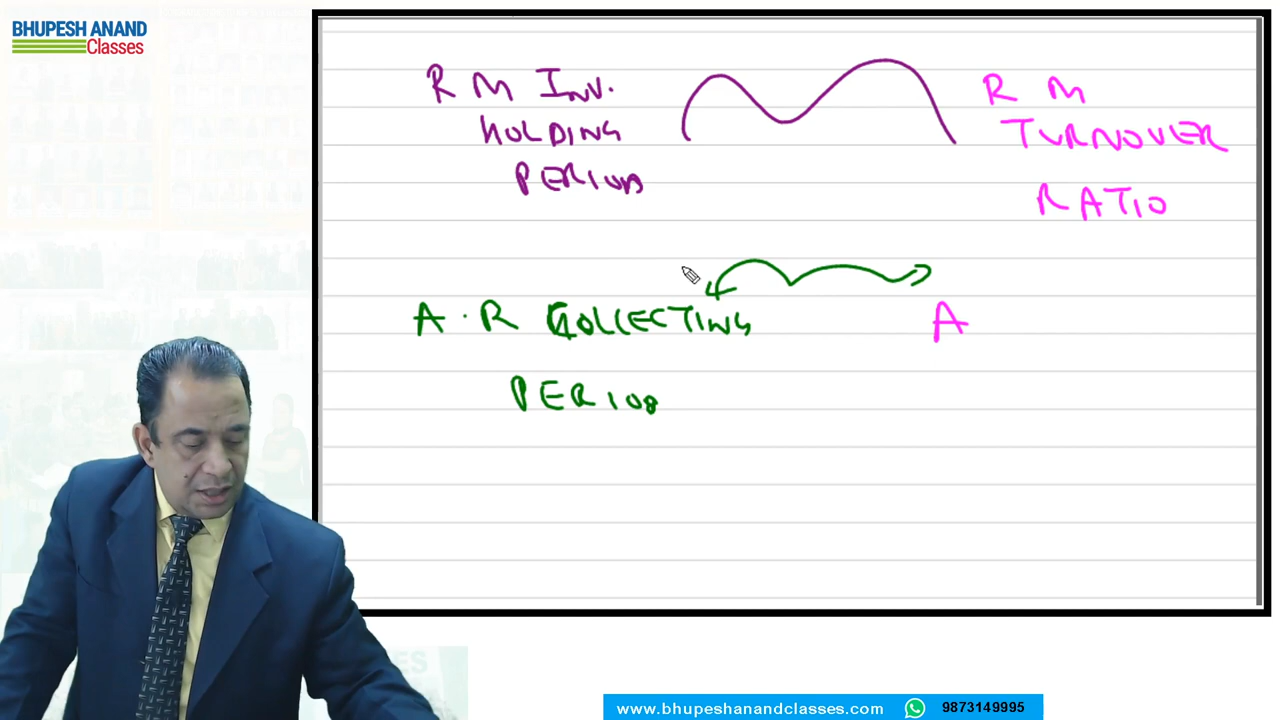 BHUPESH ANAND
Classes
R M INV.
HOLDING
PERIOD
R M
TURNOVER
RATIO
A.R COLLECTING
PERIOD
A
www.bhupeshanandclasses.com
9873149995